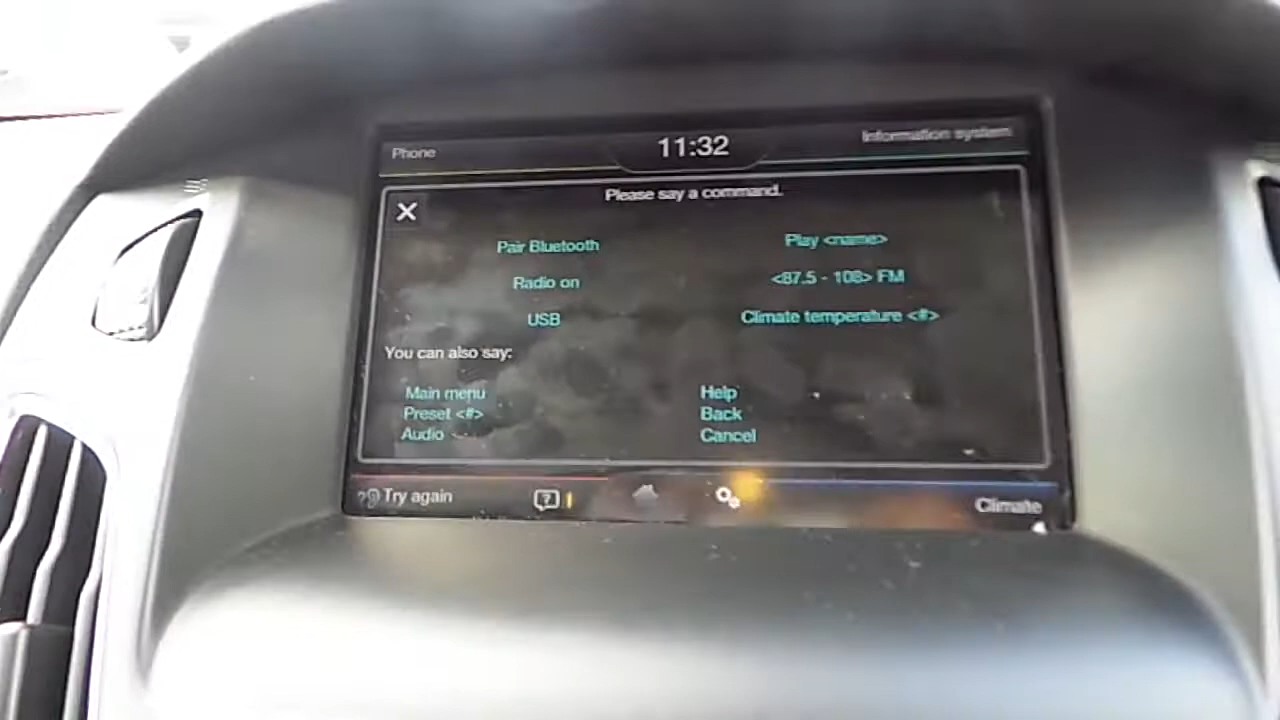 Phone
11:32
Information system
Please say a command.
Pair Bluetooth
Play <name>
Radio on
<87.5 - 108> FM
USB
Climate temperature <#>
You can also say:
Main menu
Help
Preset <#>
Back
Audio
Cancel
Try again
?
Climate